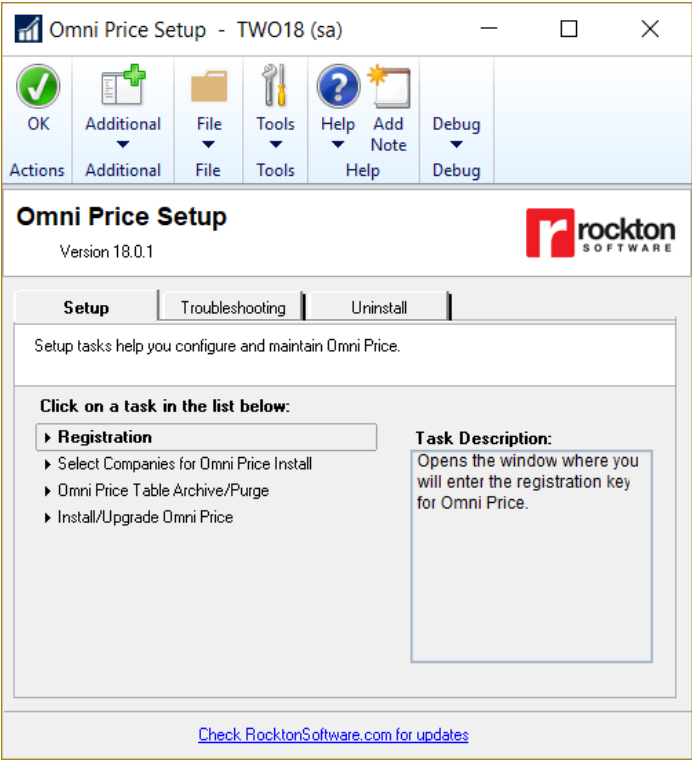 Omni Price Setup - TWO18 (sa)
OK Additional File Tools Help Add Note Debug
Actions Additional File Tools Help Debug
Omni Price Setup
Version 18.0.1
rockton
SOFTWARE
Setup Troubleshooting Uninstall
Setup tasks help you configure and maintain Omni Price.
Click on a task in the list below:
Registration
Select Companies for Omni Price Install
Omni Price Table Archive/Purge
Install/Upgrade Omni Price
Task Description:
Opens the window where you
will enter the registration key
for Omni Price.
Check RocktonSoftware.com for updates